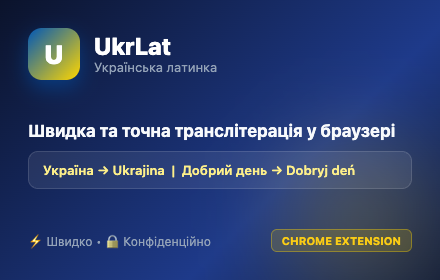 U
UkrLat
Українська латинка
Швидка та точна транслітерація у браузері
Україна → Ukrajina | Добрий день → Dobryj deń
⚡ Швидко • 🔒 Конфіденційно
CHROME EXTENSION